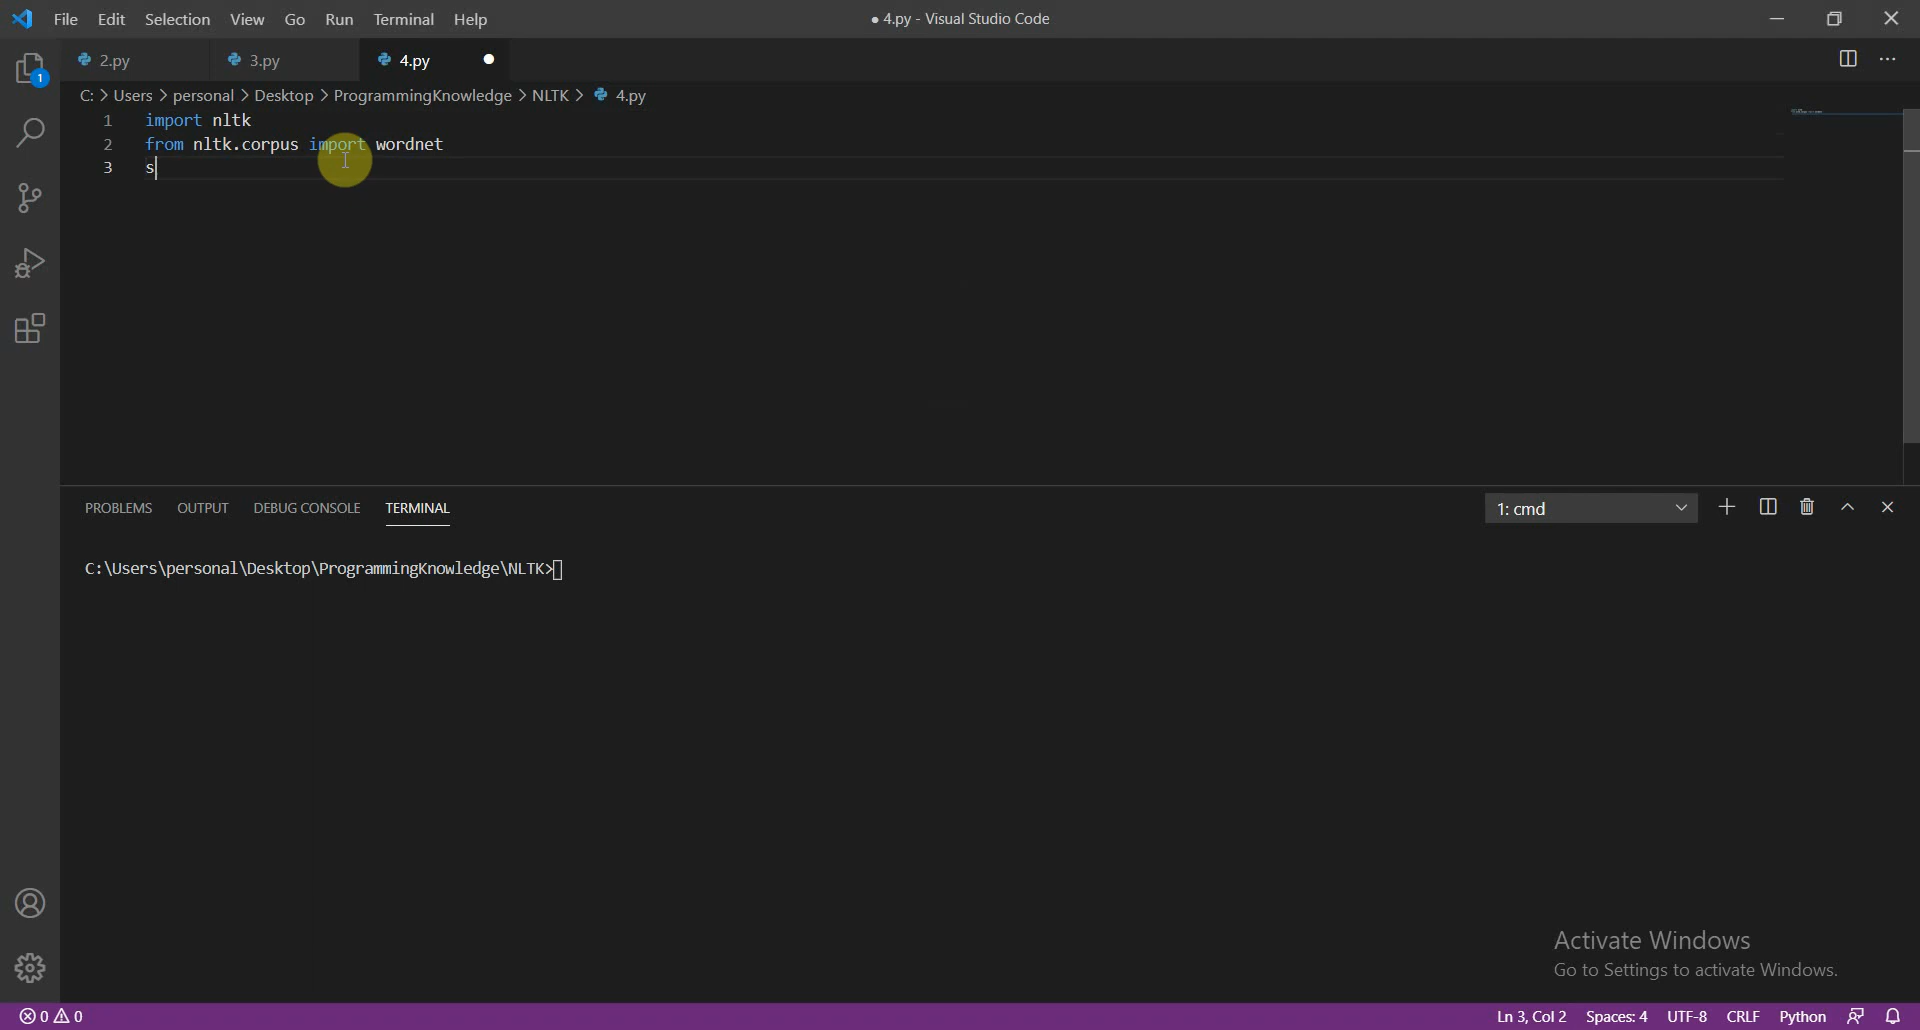 File Edit Selection View Go Run Terminal Help
● 4.py - Visual Studio Code
2.py 3.py 4.py
C: > Users > personal > Desktop > ProgrammingKnowledge > NLTK > 4.py
1 import nltk
2 from nltk.corpus import wordnet
3 s
PROBLEMS OUTPUT DEBUG CONSOLE TERMINAL
1: cmd
C:\Users\personal\Desktop\ProgrammingKnowledge\NLTK>
1
Activate Windows
Go to Settings to activate Windows.
0 0
Ln 3, Col 2 Spaces: 4 UTF-8 CRLF Python